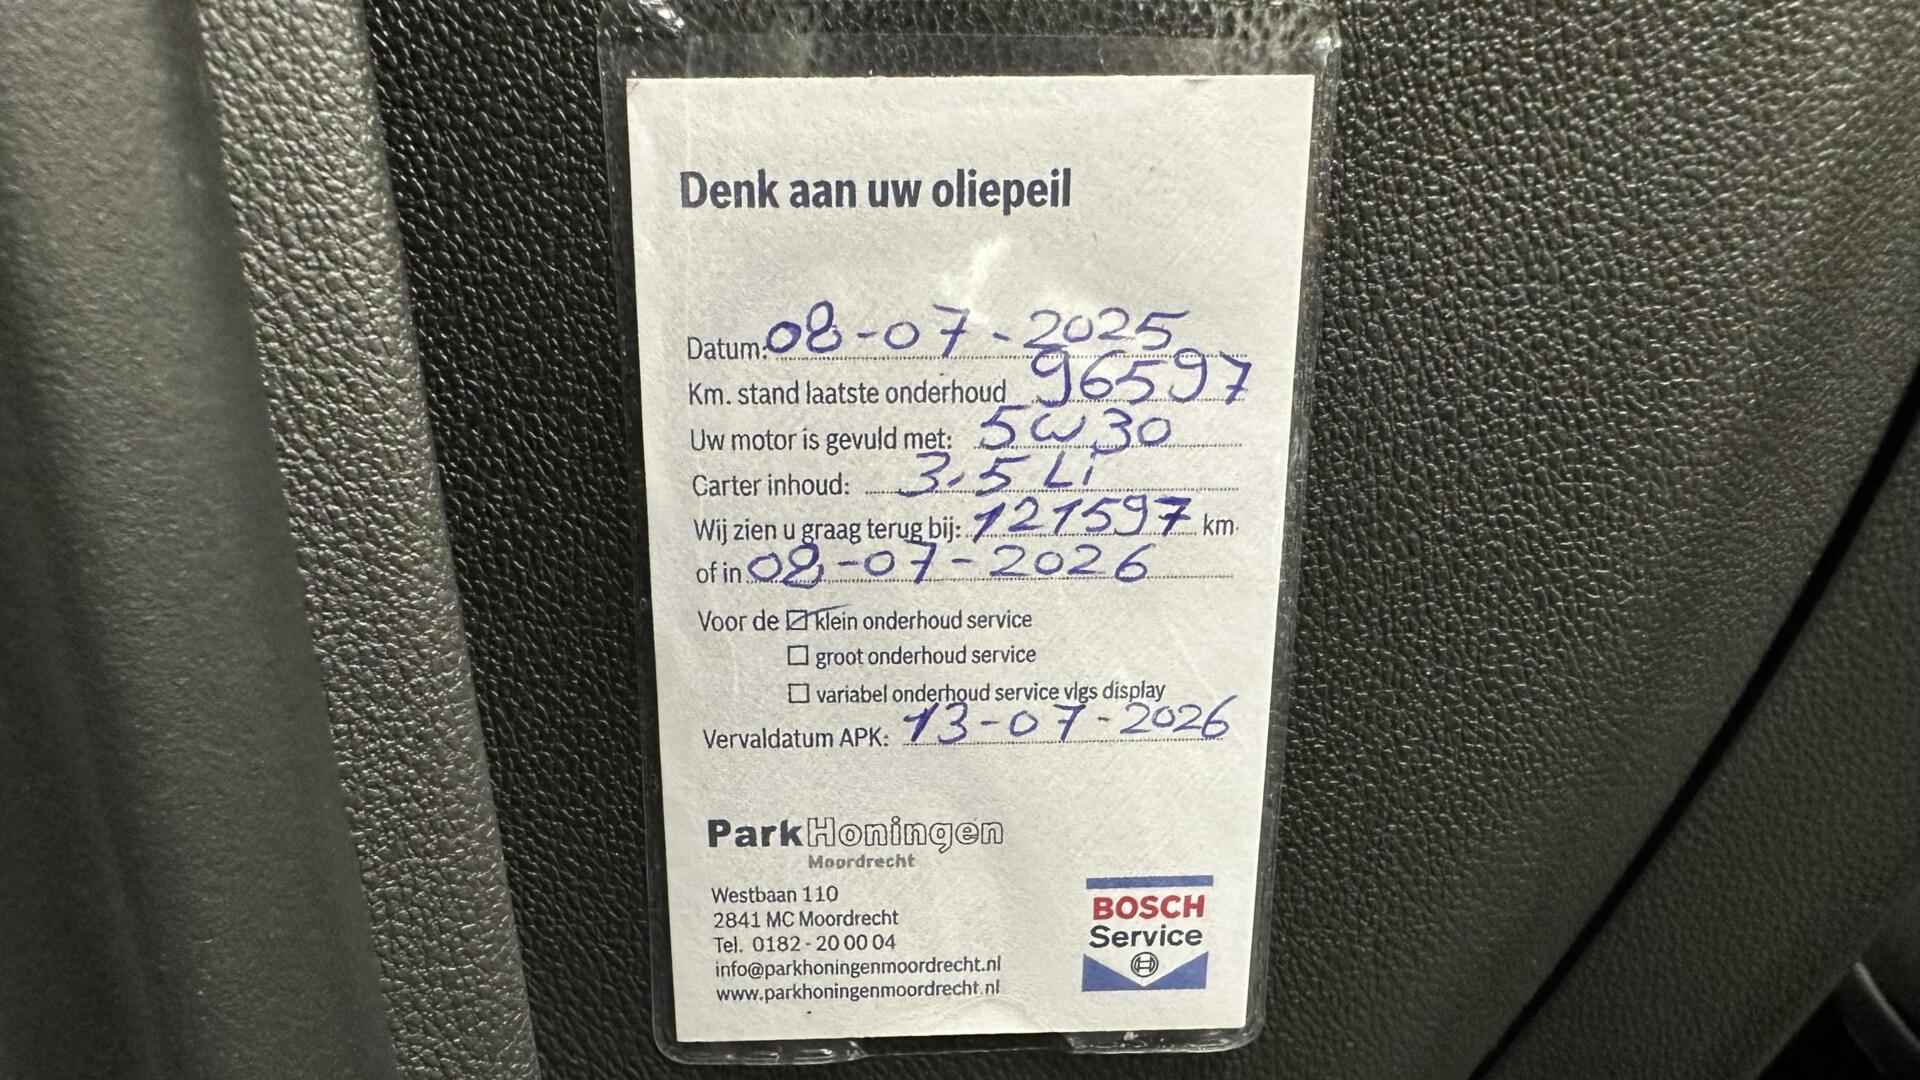 Denk aan uw oliepeil
Datum: 08-07-2025
Km. stand laatste onderhoud 96597
Uw motor is gevuld met: 5W30
Carter inhoud: 3,5 Li
Wij zien u graag terug bij: 121597 km.
of in 08-07-2026
Voor de ☑ klein onderhoud service
☐ groot onderhoud service
☐ variabel onderhoud service vlgs display
Vervaldatum APK: 13-07-2026
ParkHoningen
Moordrecht
Westbaan 110
2841 MC Moordrecht
Tel. 0182 - 20 00 04
info@parkhoningenmoordrecht.nl
www.parkhoningenmoordrecht.nl
BOSCH
Service